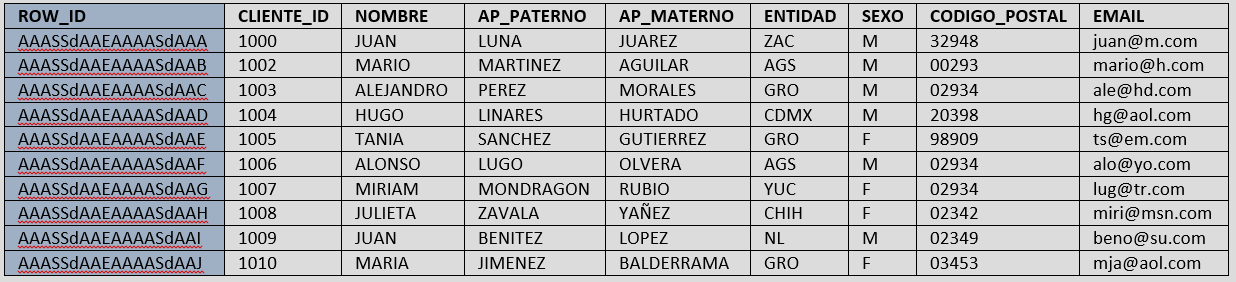 ROW_ID CLIENTE_ID NOMBRE AP_PATERNO AP_MATERNO ENTIDAD SEXO CODIGO_POSTAL EMAIL
AAASSdAAEAAAASdAAA 1000 JUAN LUNA JUAREZ ZAC M 32948 juan@m.com
AAASSdAAEAAAASdAAB 1002 MARIO MARTINEZ AGUILAR AGS M 00293 mario@h.com
AAASSdAAEAAAASdAAC 1003 ALEJANDRO PEREZ MORALES GRO M 02934 ale@hd.com
AAASSdAAEAAAASdAAD 1004 HUGO LINARES HURTADO CDMX M 20398 hg@aol.com
AAASSdAAEAAAASdAAE 1005 TANIA SANCHEZ GUTIERREZ GRO F 98909 ts@em.com
AAASSdAAEAAAASdAAF 1006 ALONSO LUGO OLVERA AGS M 02934 alo@yo.com
AAASSdAAEAAAASdAAG 1007 MIRIAM MONDRAGON RUBIO YUC F 02934 lug@tr.com
AAASSdAAEAAAASdAAH 1008 JULIETA ZAVALA YAÑEZ CHIH F 02342 miri@msn.com
AAASSdAAEAAAASdAAI 1009 JUAN BENITEZ LOPEZ NL M 02349 beno@su.com
AAASSdAAEAAAASdAAJ 1010 MARIA JIMENEZ BALDERRAMA GRO F 03453 mja@aol.com